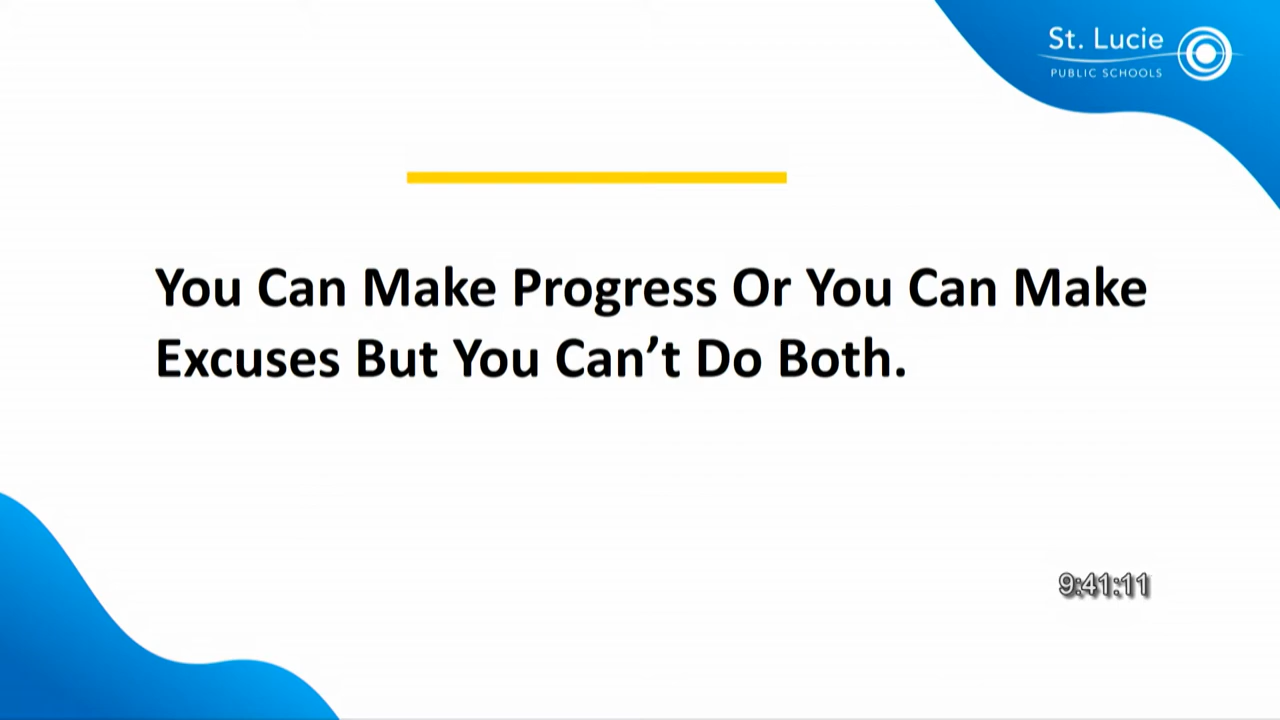 St. Lucie
PUBLIC SCHOOLS
You Can Make Progress Or You Can Make
Excuses But You Can’t Do Both.
9:41:11